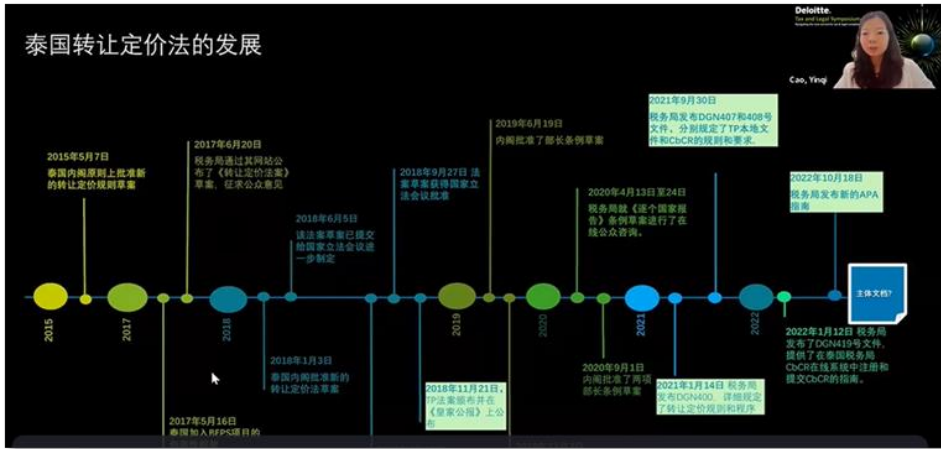 Deloitte.
Tax and Legal Symposium
泰国转让定价法的发展
Cao, Yinqi
2015年5月7日
泰国内阁原则上批准新
的转让定价规则草案
2017年6月20日
税务局通过其网站公
布了《转让定价法案》
草案，征求公众意见
2018年6月5日
该法案草案已提交
给国家立法会议进
一步制定
2018年9月27日 法
案草案获得国家立
法会议批准
2019年6月19日
内阁批准了部长条例草案
2020年4月13日至24日
税务局就《逐个国家报
告》条例草案进行了在
线公众咨询。
2021年9月30日
税务局发布DGN407和408号
文件，分别规定了TP本地文
件和CbCR的规则和要求。
2022年10月18日
税务局发布新的APA
指南
主体文档?
2015
2017
2018
2019
2020
2021
2022
2017年5月16日
泰国加入BEPS项目的
2018年1月3日
泰国内阁批准新的
转让定价法草案
2018年11月21日，
TP法案颁布并在
《皇家公报》上公
布
2020年9月1日
内阁批准了两项
部长条例草案
2021年1月14日 税务局
发布DGN400，详细规定
了转让定价规则和程序
2022年1月12日 税务局
发布了DGN419号文件，
提供了在泰国税务局
CbCR在线系统中注册和
提交CbCR的指南。